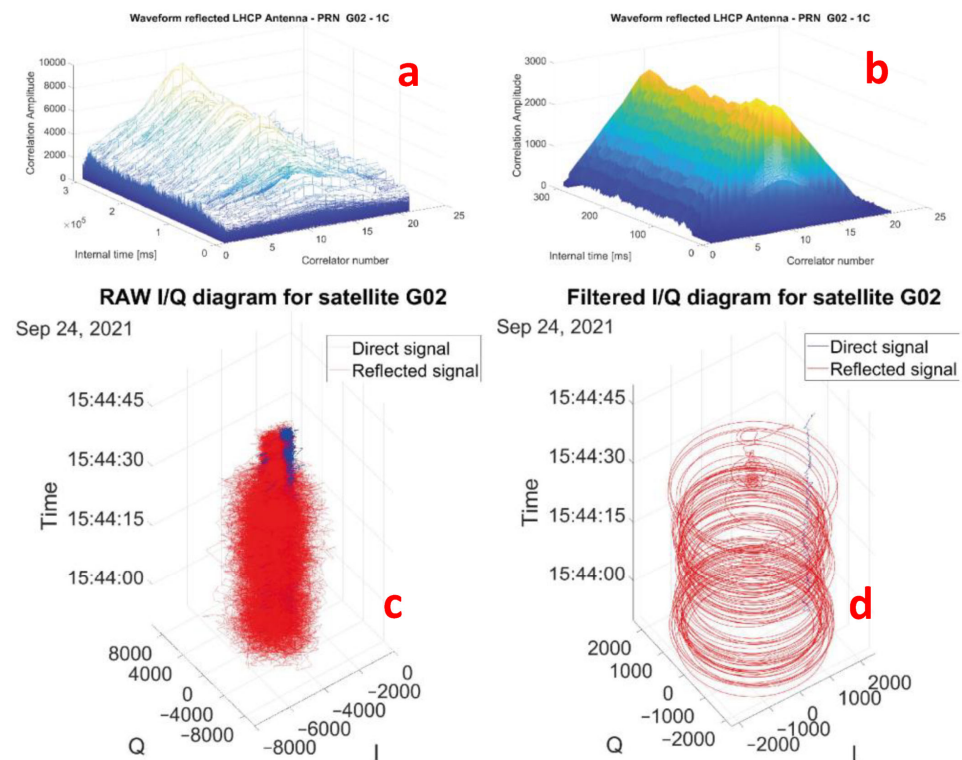 Waveform reflected LHCP Antenna - PRN G02 - 1C
a
Correlation Amplitude
10000
8000
6000
4000
2000
0
3
2
1
0
×10⁵
Internal time [ms]
0
5
10
15
20
25
Correlator number
Waveform reflected LHCP Antenna - PRN G02 - 1C
b
Correlation Amplitude
3000
2000
1000
0
300
200
100
0
Internal time [ms]
0
5
10
15
20
25
Correlator number
RAW I/Q diagram for satellite G02
Sep 24, 2021
Direct signal
Reflected signal
15:44:45
15:44:30
15:44:15
15:44:00
Time
c
8000
4000
0
−4000
−8000
Q
0
−2000
−4000
−6000
−8000
I
Filtered I/Q diagram for satellite G02
Sep 24, 2021
Direct signal
Reflected signal
15:44:45
15:44:30
15:44:15
15:44:00
Time
d
2000
1000
0
−1000
−2000
Q
2000
1000
0
−1000
−2000
I